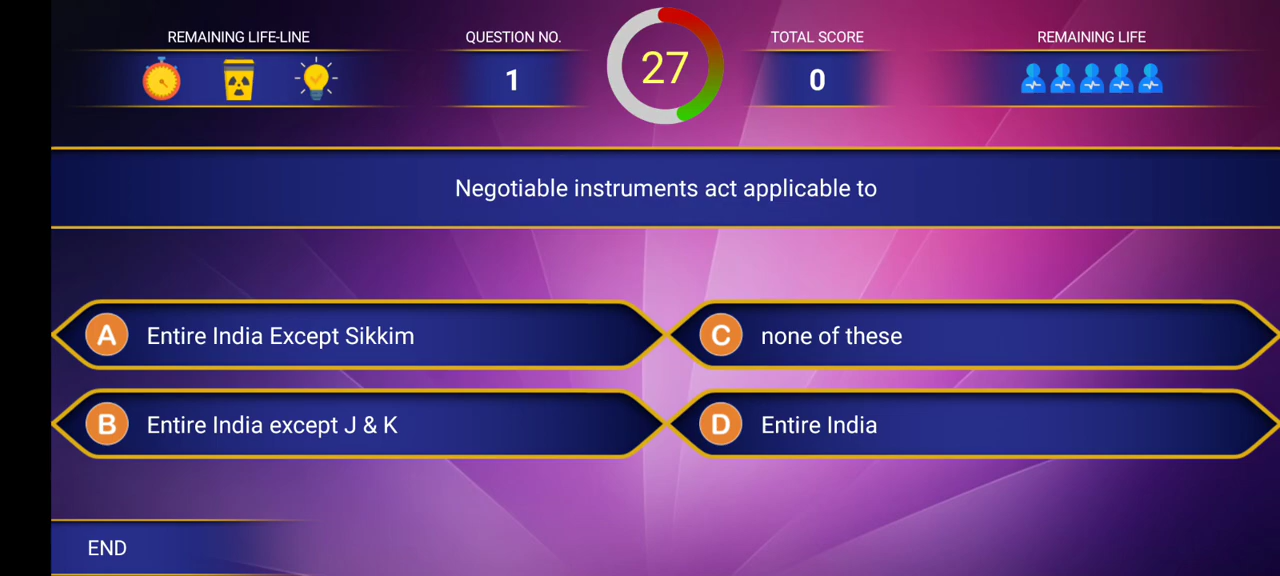 REMAINING LIFE-LINE
QUESTION NO.
1
27
TOTAL SCORE
0
REMAINING LIFE
Negotiable instruments act applicable to
A Entire India Except Sikkim
C none of these
B Entire India except J & K
D Entire India
END